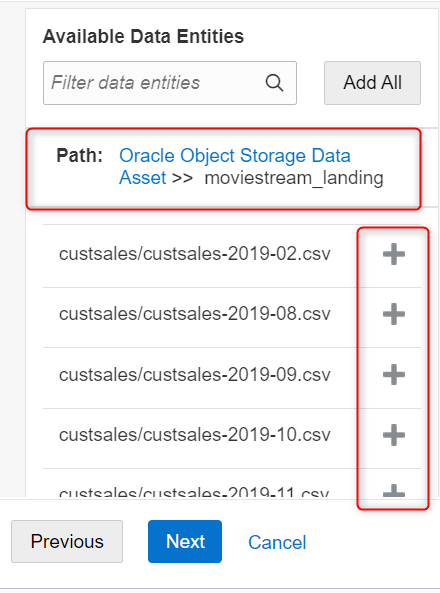 Available Data Entities
Filter data entities
Add All
Path: Oracle Object Storage Data
Asset >> moviestream_landing
custsales/custsales-2019-02.csv
custsales/custsales-2019-08.csv
custsales/custsales-2019-09.csv
custsales/custsales-2019-10.csv
custsales/custsales-2019-11.csv
Previous
Next
Cancel